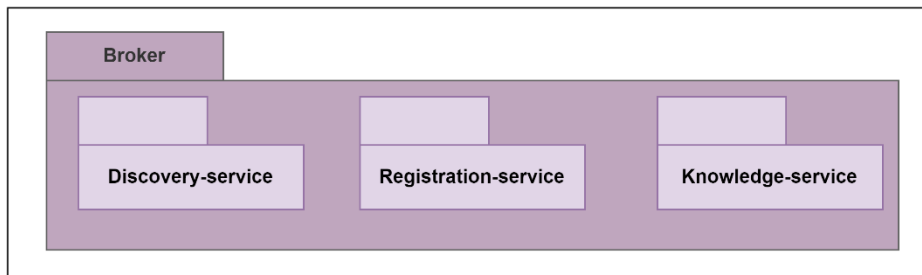 Broker
Discovery-service
Registration-service
Knowledge-service